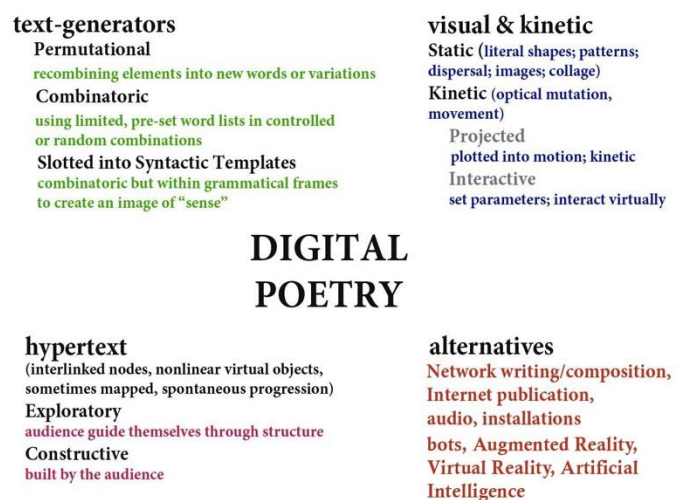 text-generators
Permutational
recombining elements into new words or variations
Combinatoric
using limited, pre-set word lists in controlled
or random combinations
Slotted into Syntactic Templates
combinatoric but within grammatical frames
to create an image of “sense”
visual & kinetic
Static (literal shapes; patterns;
dispersal; images; collage)
Kinetic (optical mutation,
movement)
Projected
plotted into motion; kinetic
Interactive
set parameters; interact virtually
DIGITAL
POETRY
hypertext
(interlinked nodes, nonlinear virtual objects,
sometimes mapped, spontaneous progression)
Exploratory
audience guide themselves through structure
Constructive
built by the audience
alternatives
Network writing/composition,
Internet publication,
audio, installations
bots, Augmented Reality,
Virtual Reality, Artificial
Intelligence